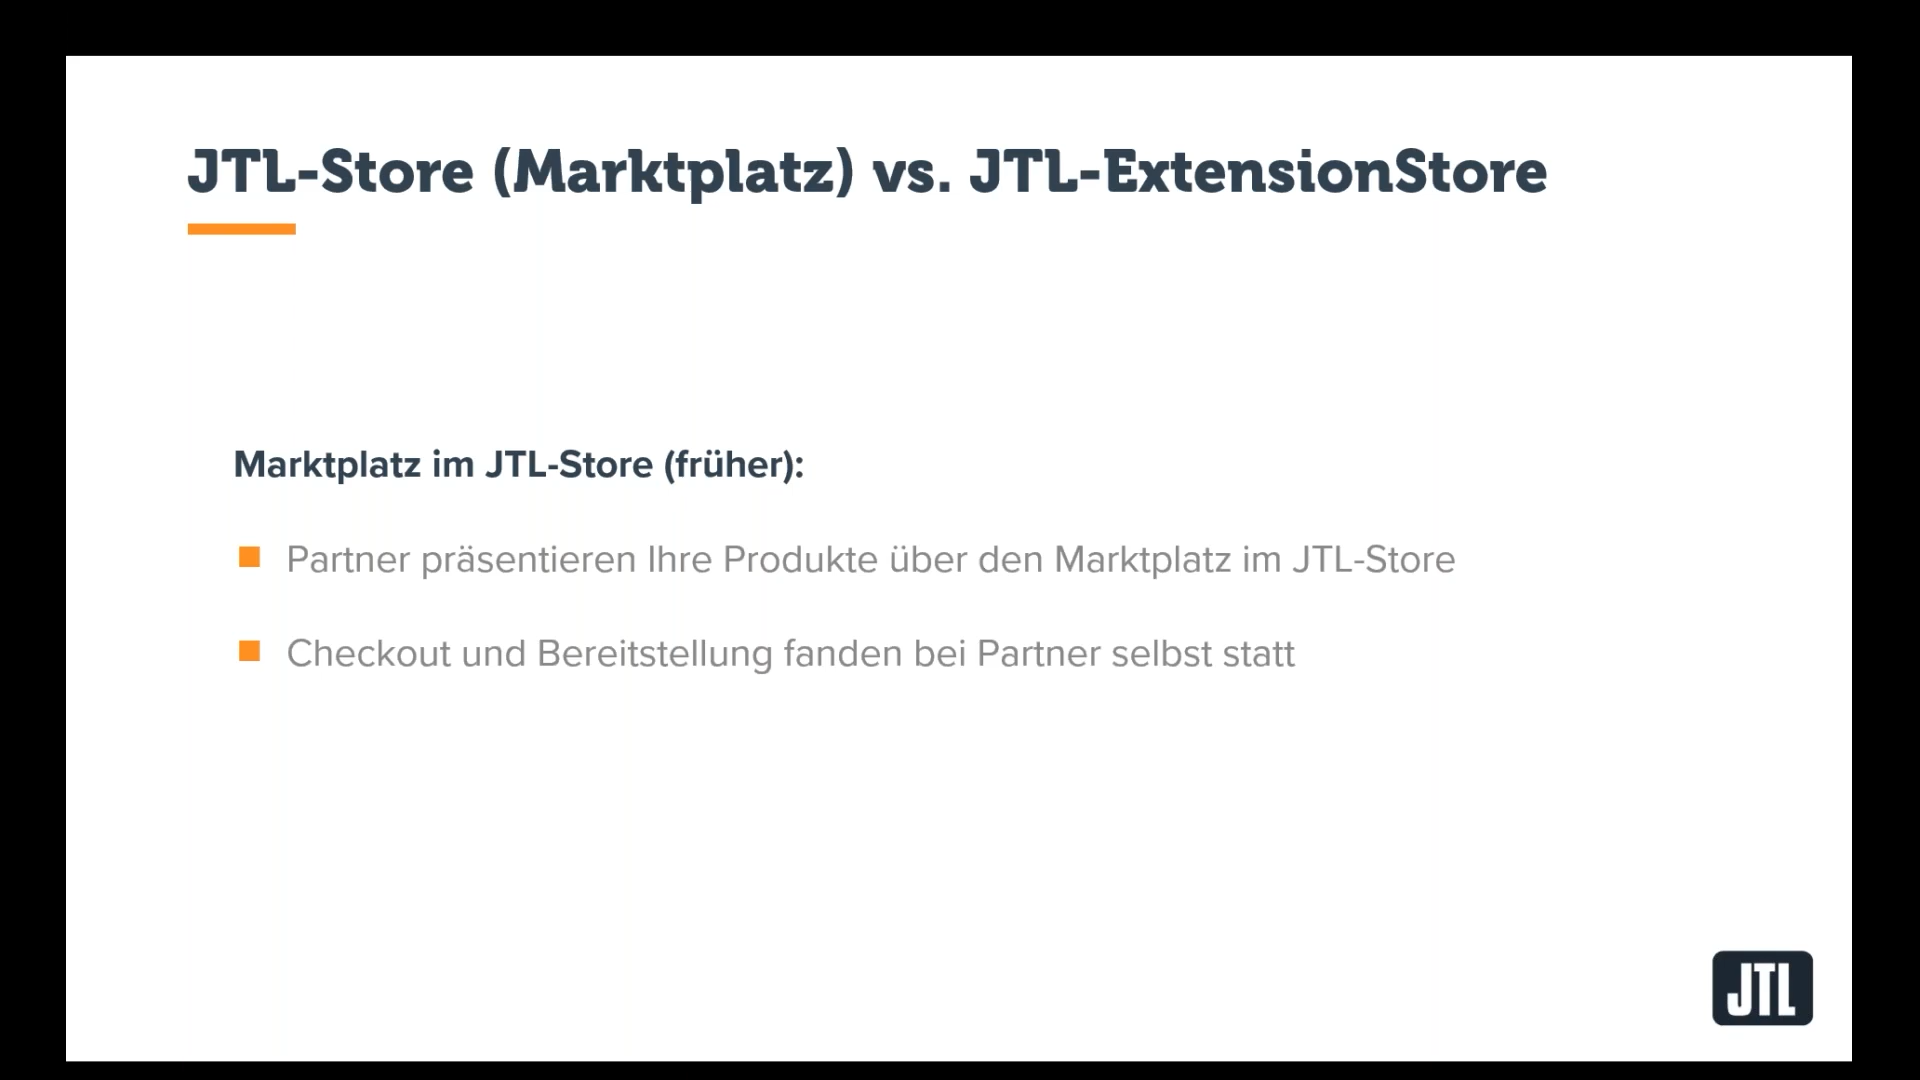 JTL-Store (Marktplatz) vs. JTL-ExtensionStore
Marktplatz im JTL-Store (früher):
Partner präsentieren Ihre Produkte über den Marktplatz im JTL-Store
Checkout und Bereitstellung fanden bei Partner selbst statt
JTL